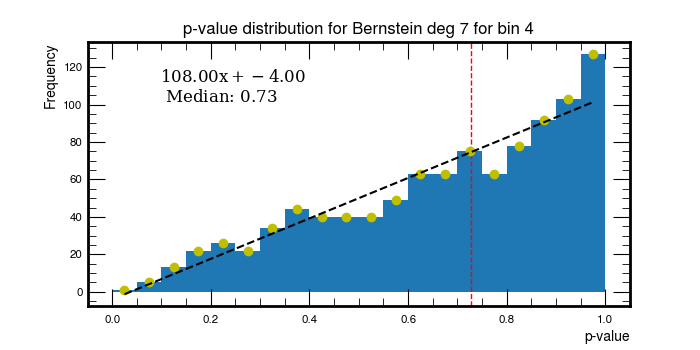 p-value distribution for Bernstein deg 7 for bin 4
Frequency
108.00x + − 4.00
Median: 0.73
120
100
80
60
40
20
0
0.0 0.2 0.4 0.6 0.8 1.0
p-value